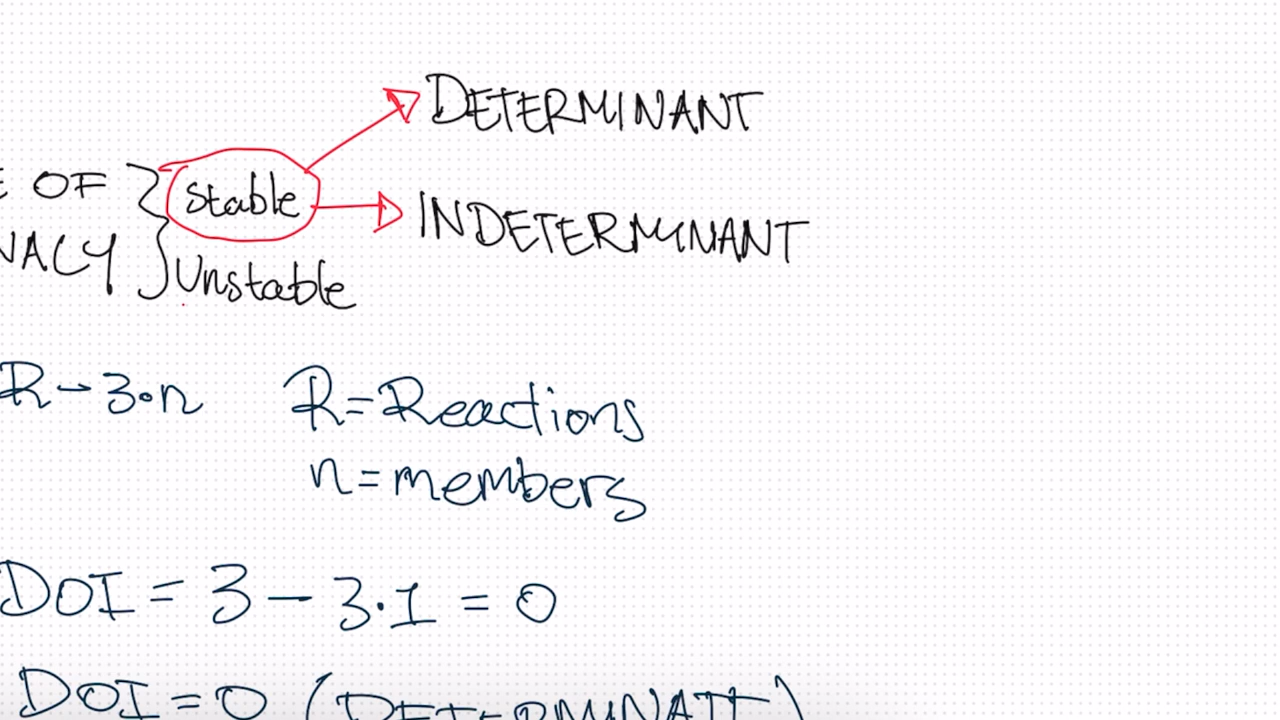 DETERMINANT
E OF { Stable
INDETERMINANT
NACY Unstable
R - 3·n R = Reactions
n = members
DOI = 3 - 3·1 = 0
DOI = 0 (